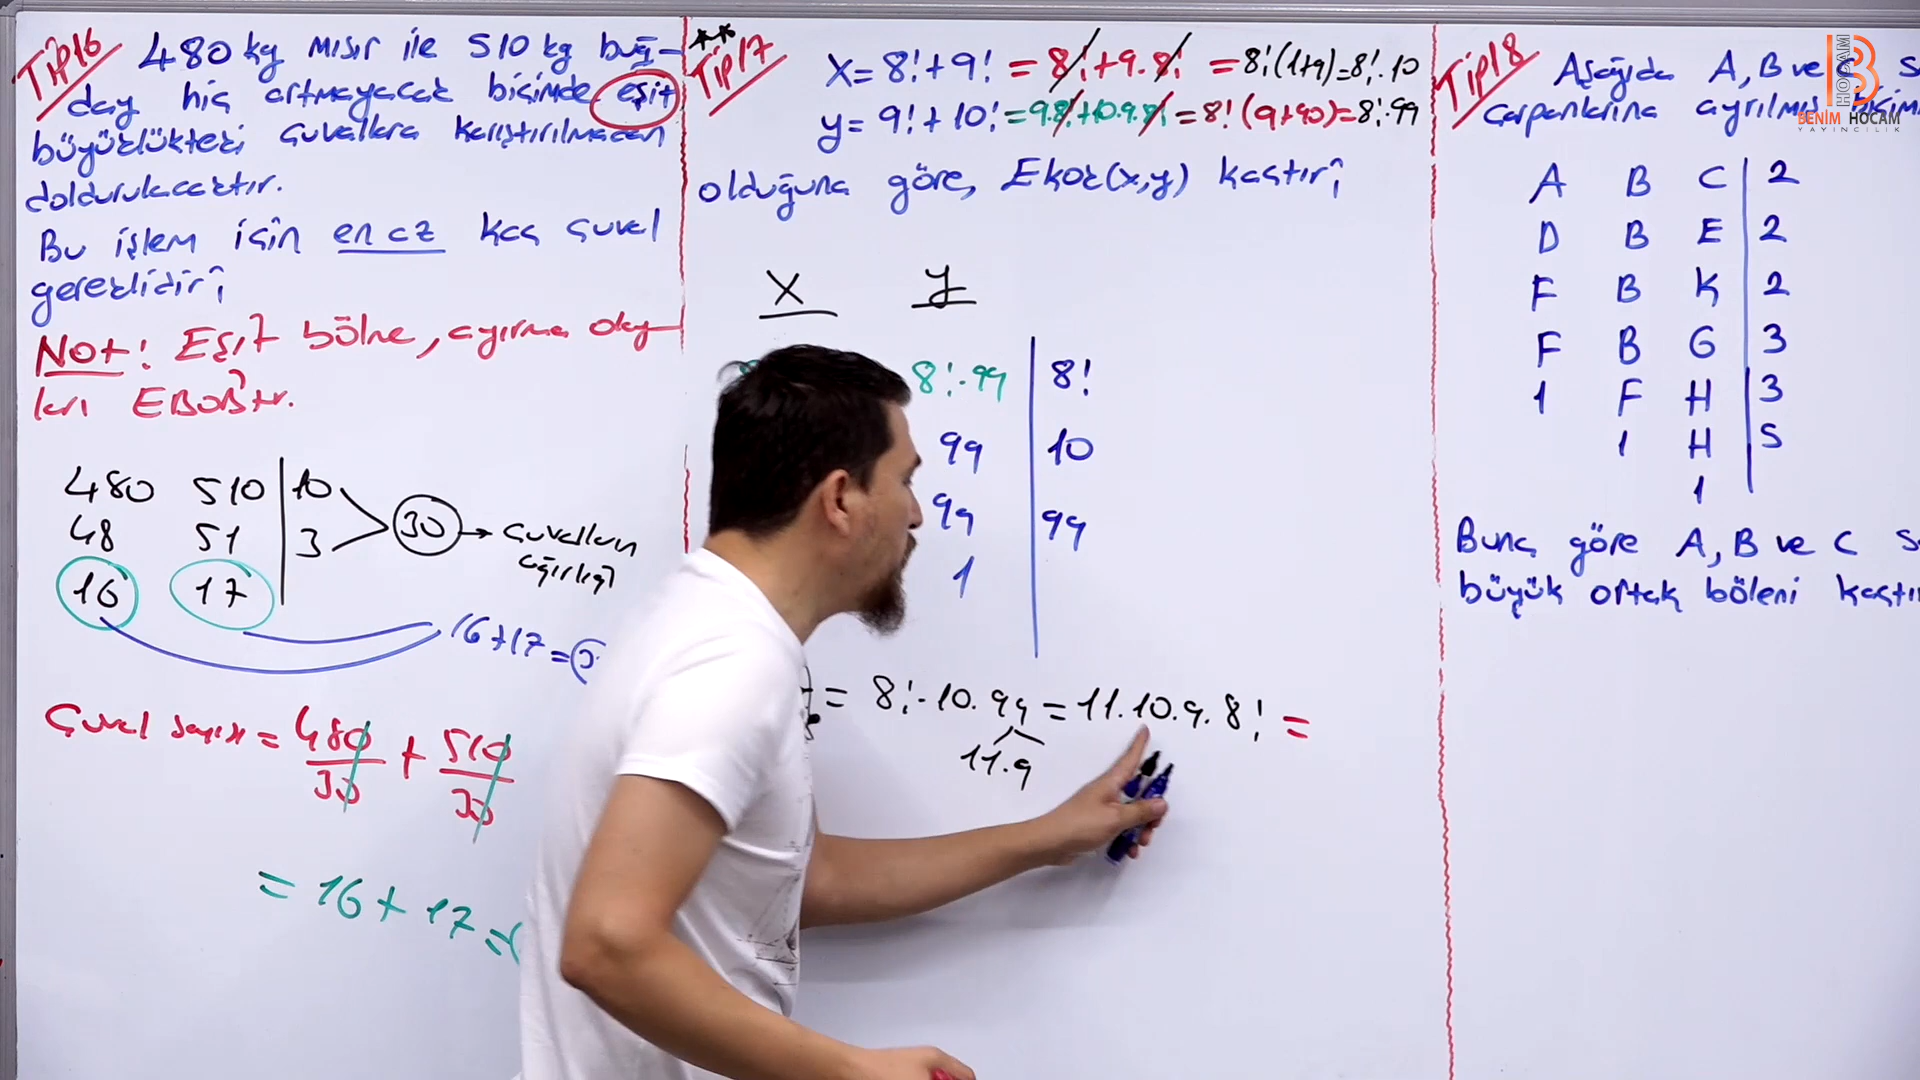 Tip16 480 kg mısır ile 510 kg buğ-
day hiç artmayacak biçimde eşit
büyüklükteki çuvallara karıştırılmadan
doldurulacaktır.
Bu işlem için en az kaç çuval
gereklidir?
Not! Eşit bölme, ayırma olay-
ları EBOB'tur.
480 510 | 10
48 51 | 3
30 → çuvalların
ağırlığı
16 17
16+17=
Çuval sayısı = 480/30 + 510/30
= 16 + 17 =
** Tip17
x = 8! + 9! = 8! + 9.8! = 8!(1+9) = 8!.10
y = 9! + 10! = 9.8! + 10.9.8! = 8!(9+90) = 8!.99
olduğuna göre, Ekok(x,y) kaçtır?
x y
8!.99 | 8!
99 | 10
99 | 99
1
= 8!.10.99 = 11.10.9.8! =
11.9
Tip18 Aşağıda A, B ve C
çarpanlarına ayrılmış
A B C | 2
D B E | 2
F B K | 2
F B G | 3
1 F H | 3
1 H | 5
1
Buna göre A, B ve C
büyük ortak böleni
B
HOCAM
BENİM HOCAM
YAYINCILIK